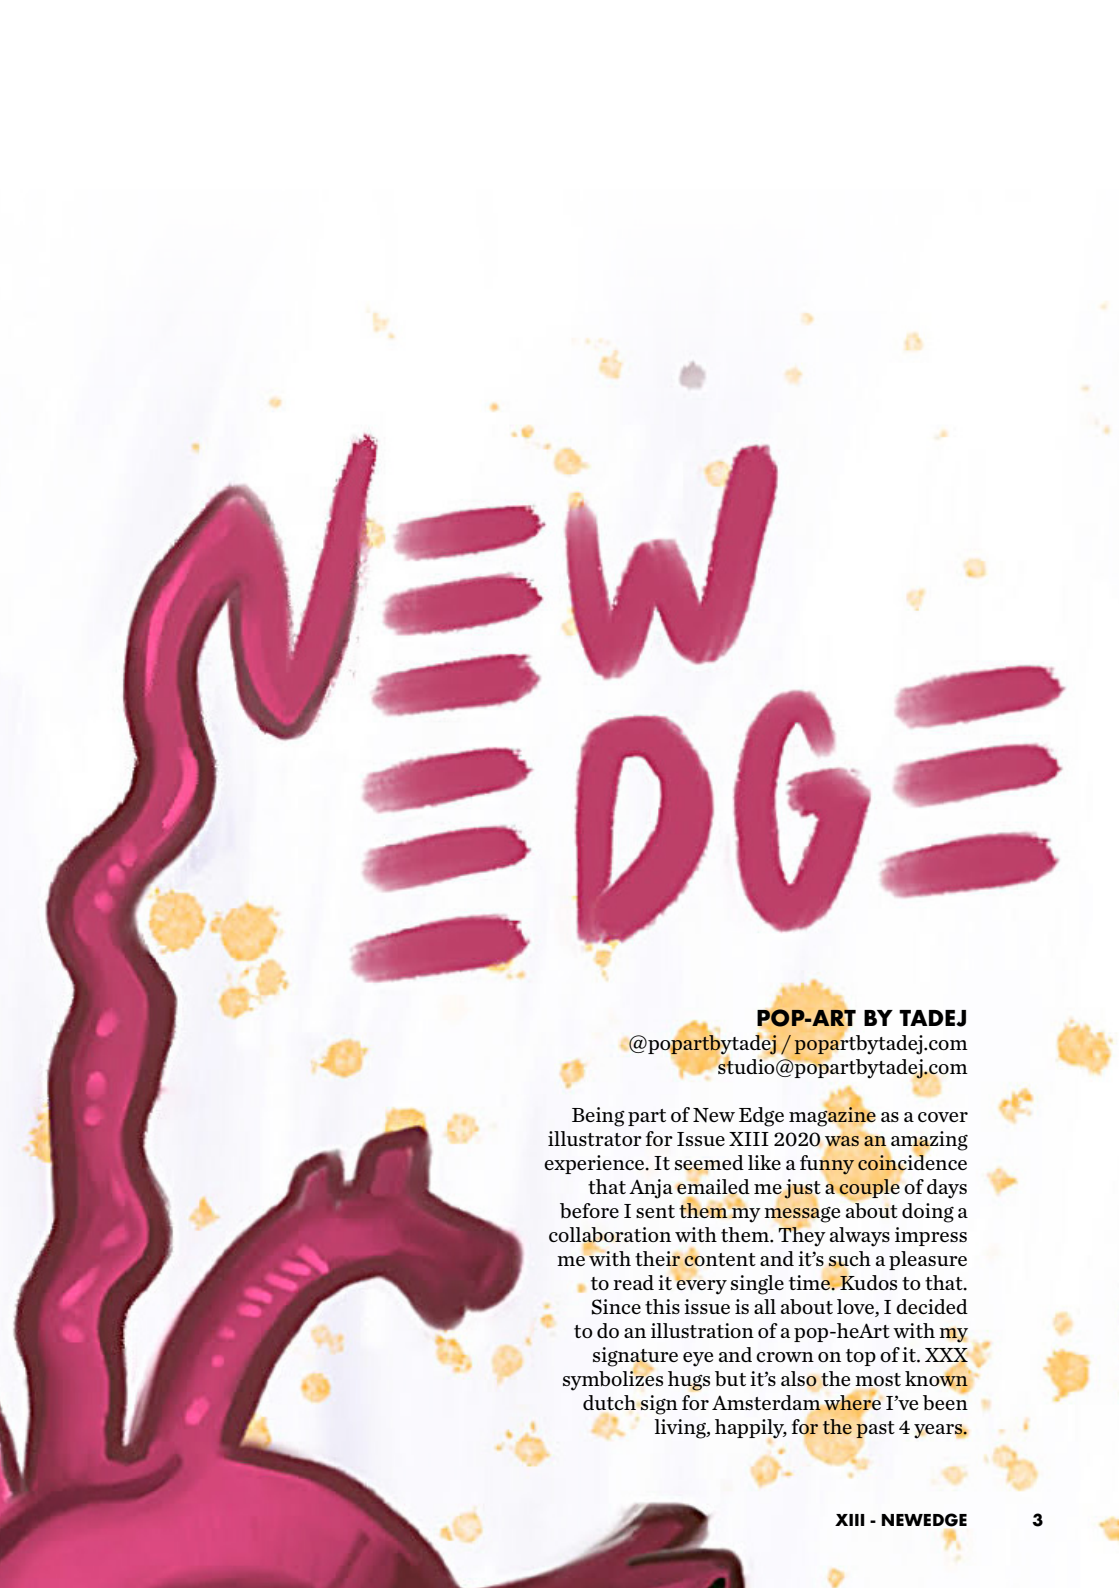 NEW
EDGE
POP-ART BY TADEJ
@popartbytadej / popartbytadej.com
studio@popartbytadej.com
Being part of New Edge magazine as a cover
illustrator for Issue XIII 2020 was an amazing
experience. It seemed like a funny coincidence
that Anja emailed me just a couple of days
before I sent them my message about doing a
collaboration with them. They always impress
me with their content and it’s such a pleasure
to read it every single time. Kudos to that.
Since this issue is all about love, I decided
to do an illustration of a pop-heArt with my
signature eye and crown on top of it. XXX
symbolizes hugs but it’s also the most known
dutch sign for Amsterdam where I’ve been
living, happily, for the past 4 years.
XIII - NEWEDGE 3